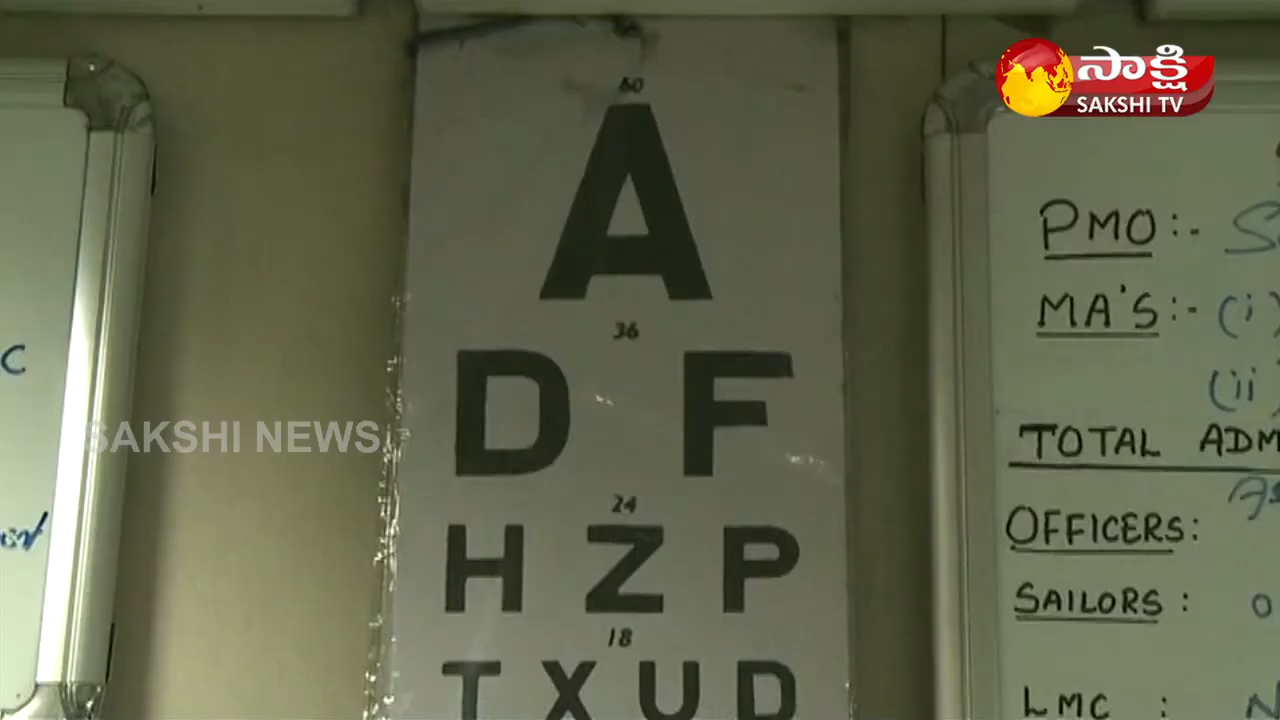 సాక్షి
SAKSHI TV
60
A
36
D F
24
H Z P
18
T X U D
SAKSHI NEWS
C
PMO :-
MA'S :- (i)
(ii)
TOTAL ADM
OFFICERS:
SAILORS :
LMC : N